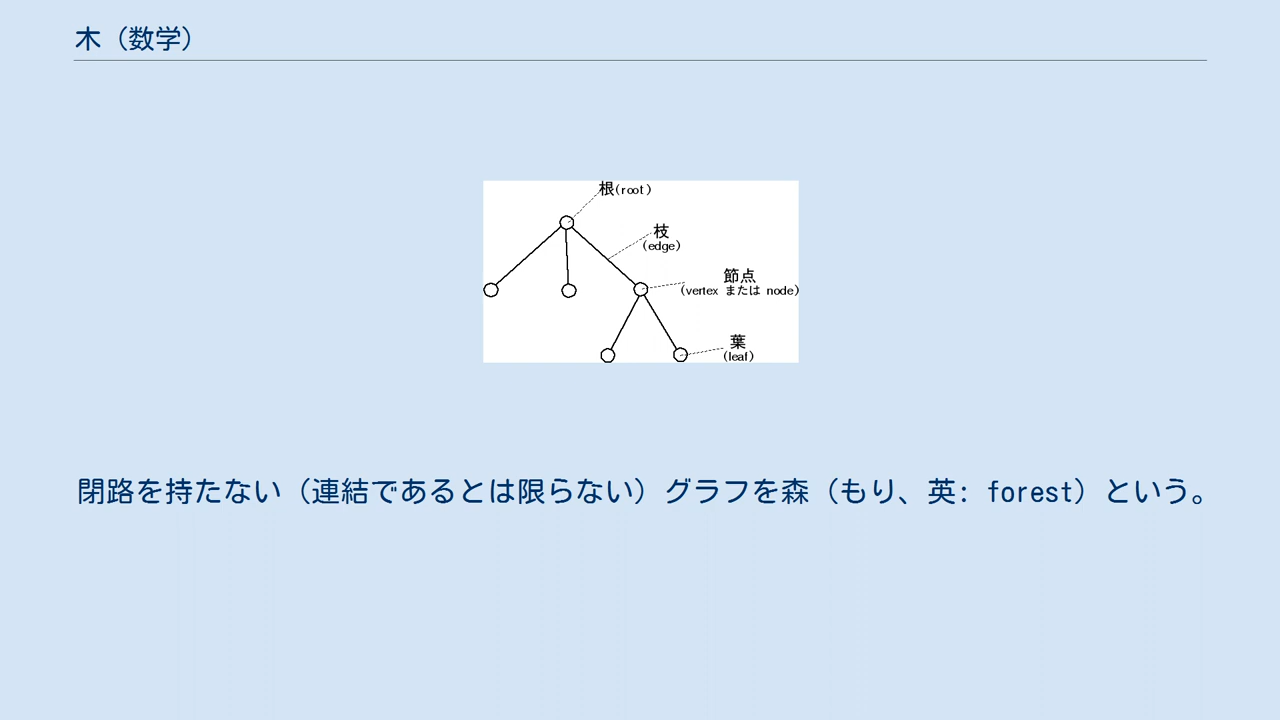 木（数学）
根(root)
枝
(edge)
節点
(vertex または node)
葉
(leaf)
閉路を持たない（連結であるとは限らない）グラフを森（もり、英: forest）という。